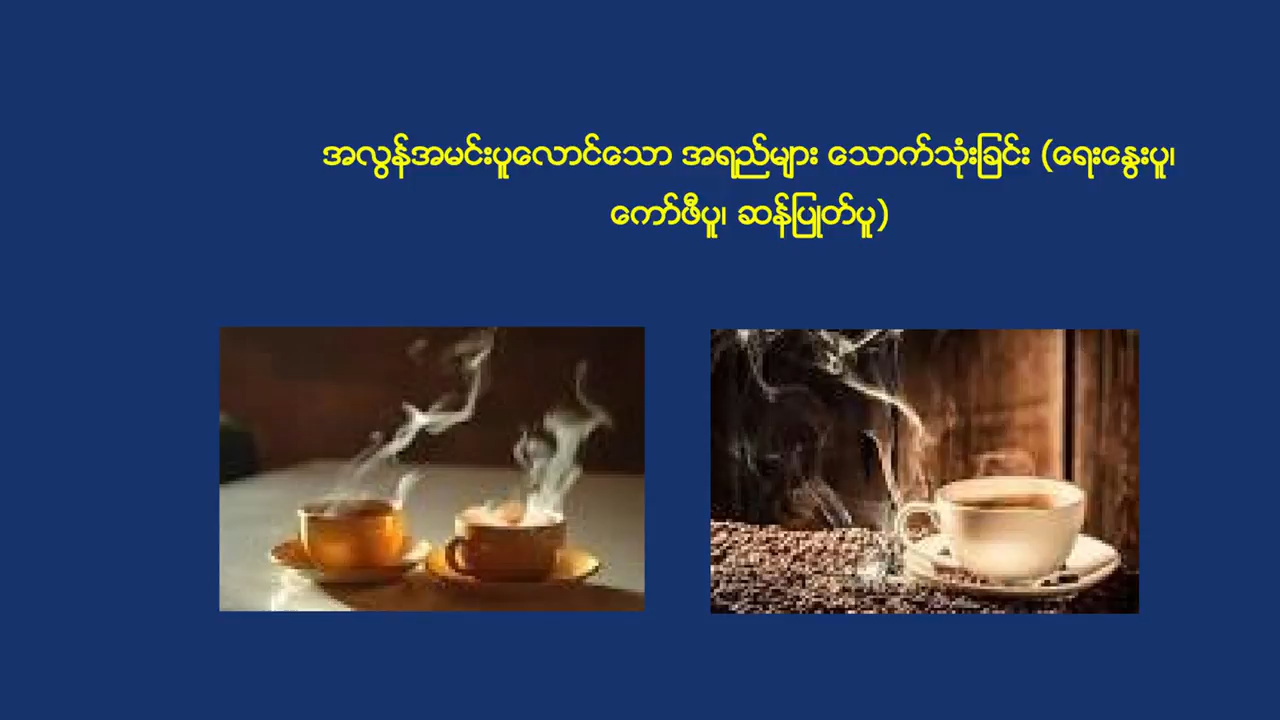 အလွန်အမင်းပူလောင်သော အရည်များ သောက်သုံးခြင်း (ရေနွေးပူ၊
ကော်ဖီပူ၊ ဆန်ပြုတ်ပူ)